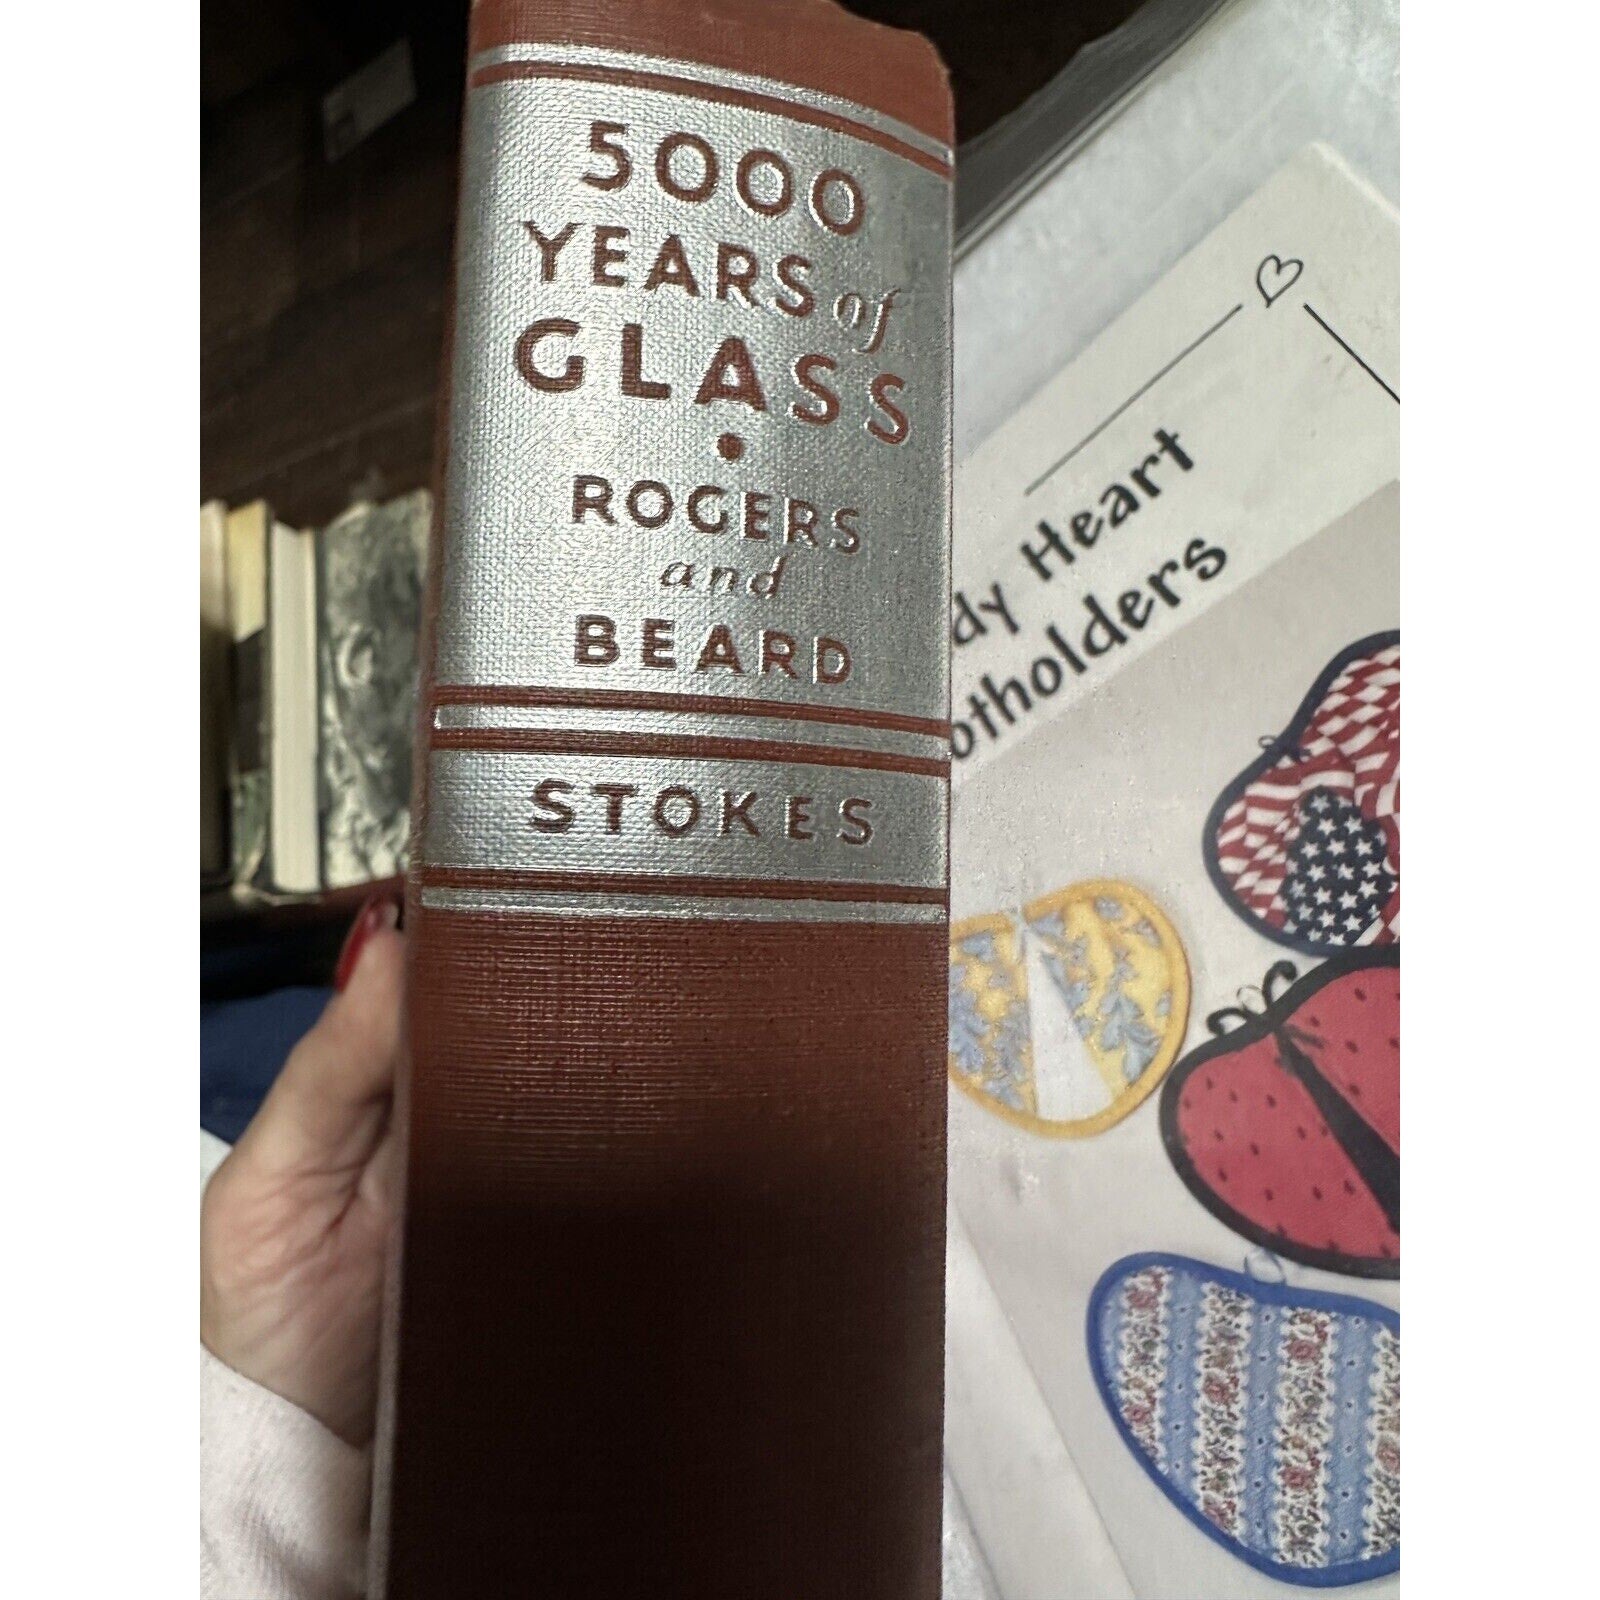 5000
YEARS of
GLASS
ROGERS
and
BEARD
STOKES
dy Heart
otholders